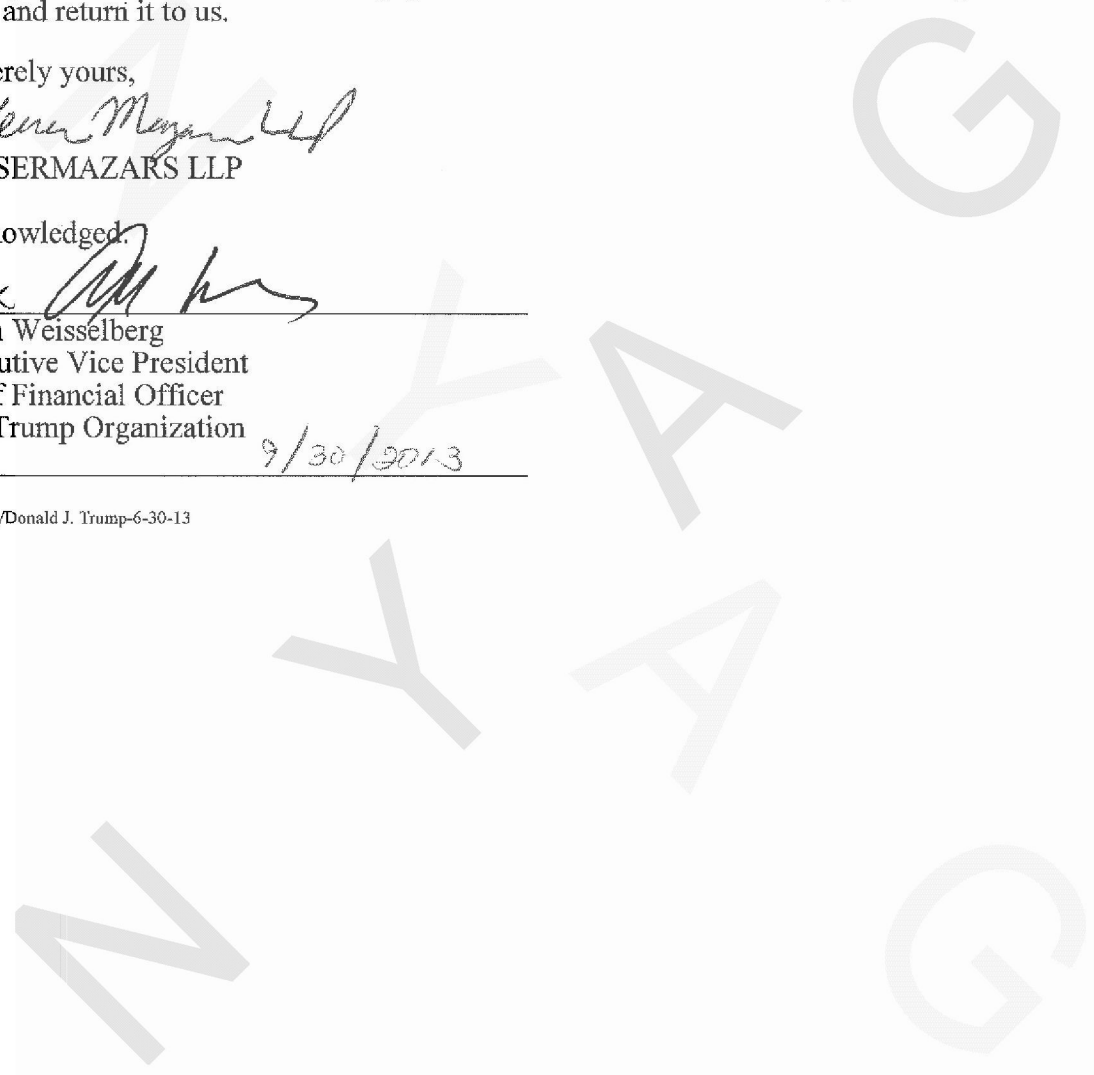 and return it to us.
erely yours,
SERMAZARS LLP
owledged.
n Weisselberg
utive Vice President
f Financial Officer
Trump Organization
9/30/2013
/Donald J. Trump-6-30-13
N Y A G
N Y A G